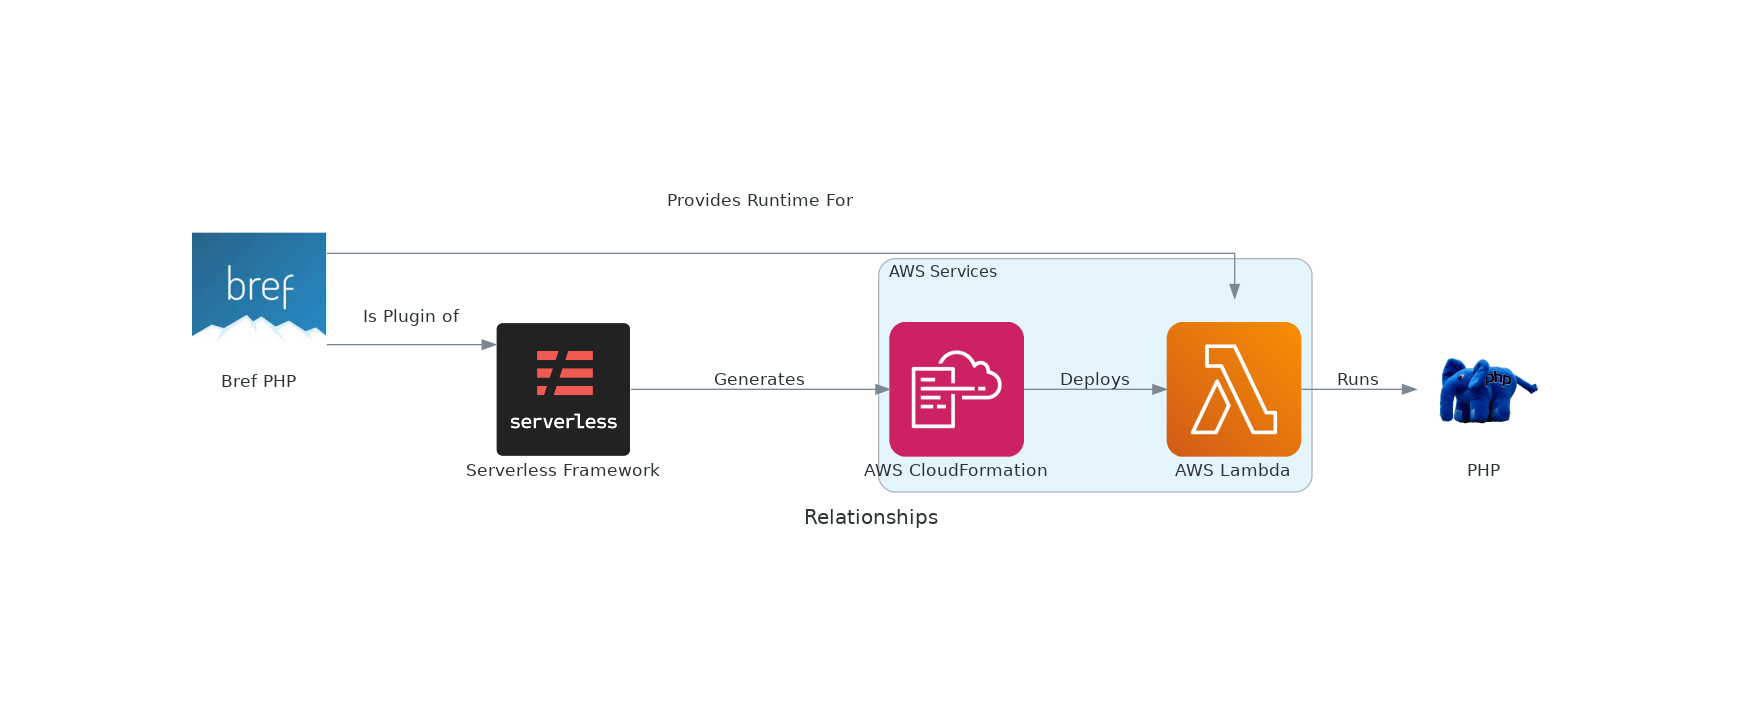 Provides Runtime For
bref
AWS Services
Is Plugin of
Bref PHP
serverless
Generates
Deploys
Runs
php
Serverless Framework
AWS CloudFormation
AWS Lambda
PHP
Relationships